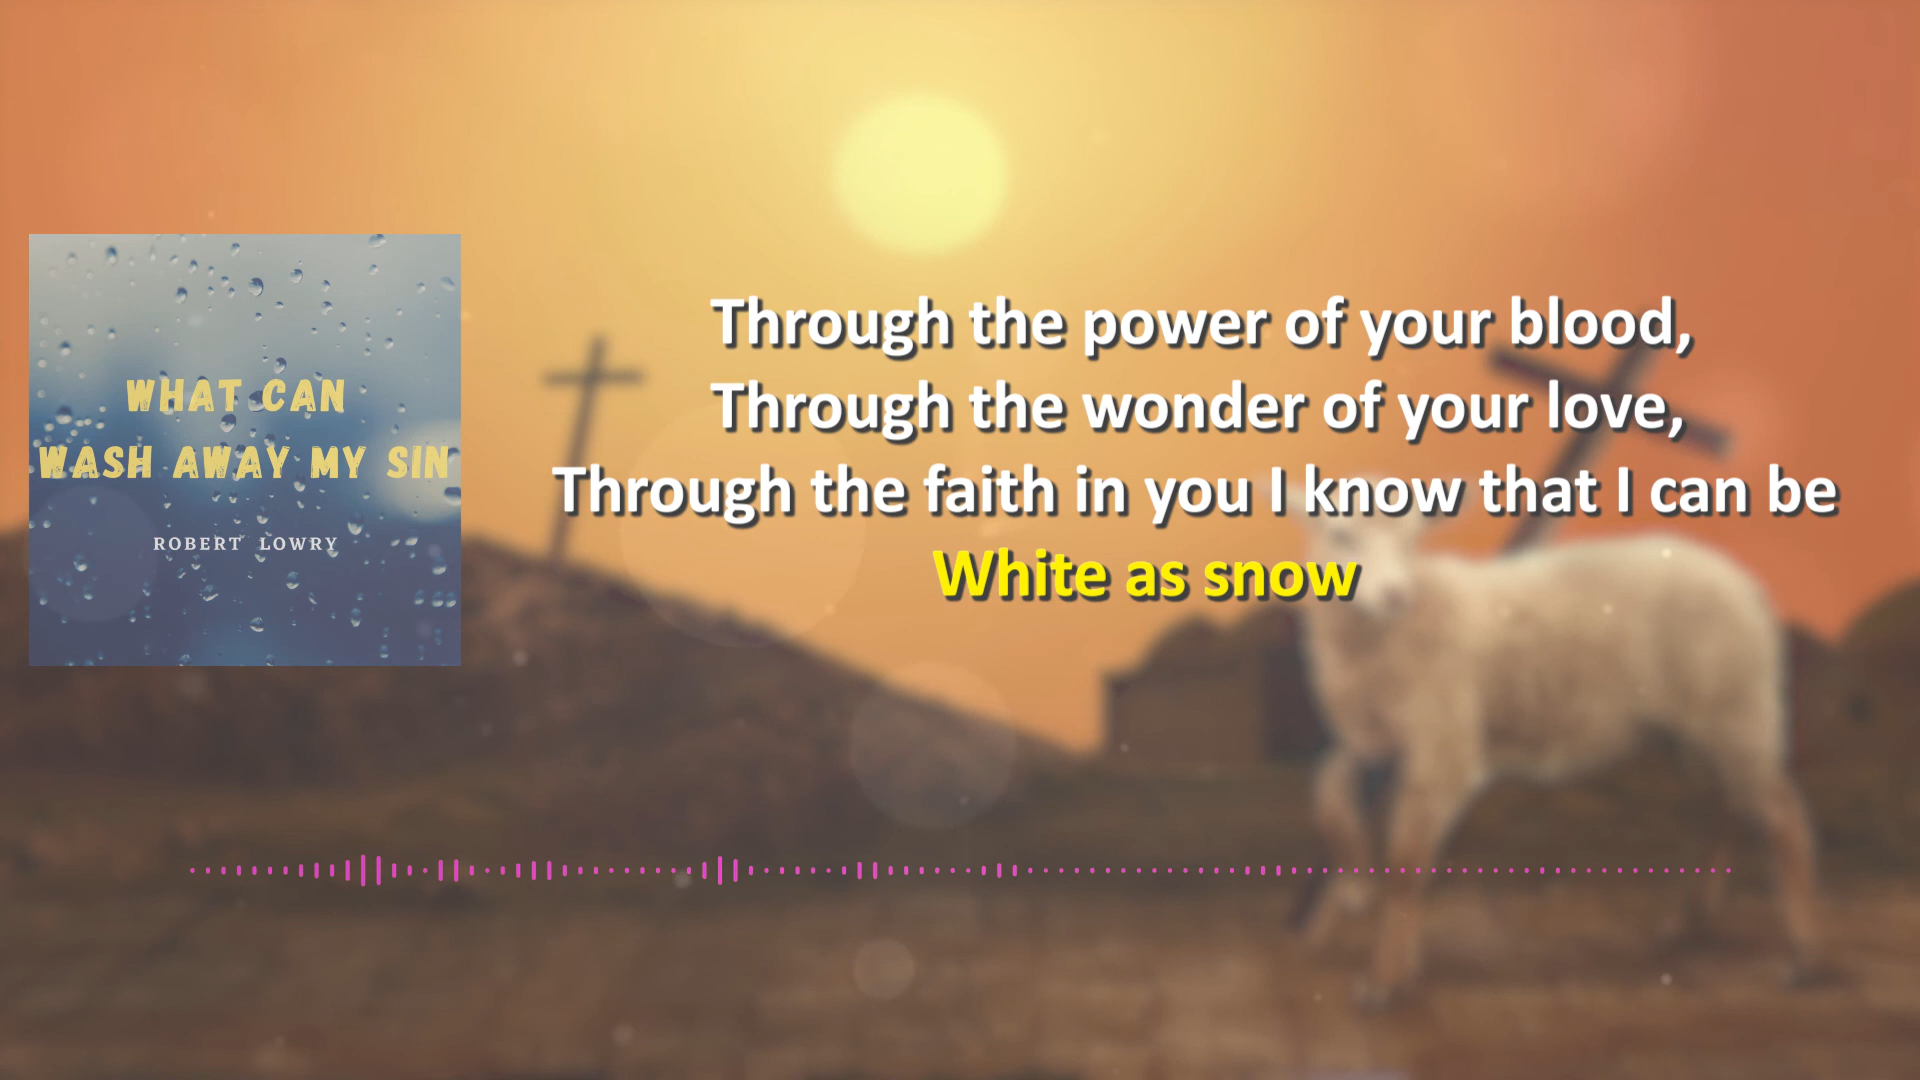 WHAT CAN
WASH AWAY MY SIN
ROBERT LOWRY
Through the power of your blood,
Through the wonder of your love,
Through the faith in you I know that I can be
White as snow